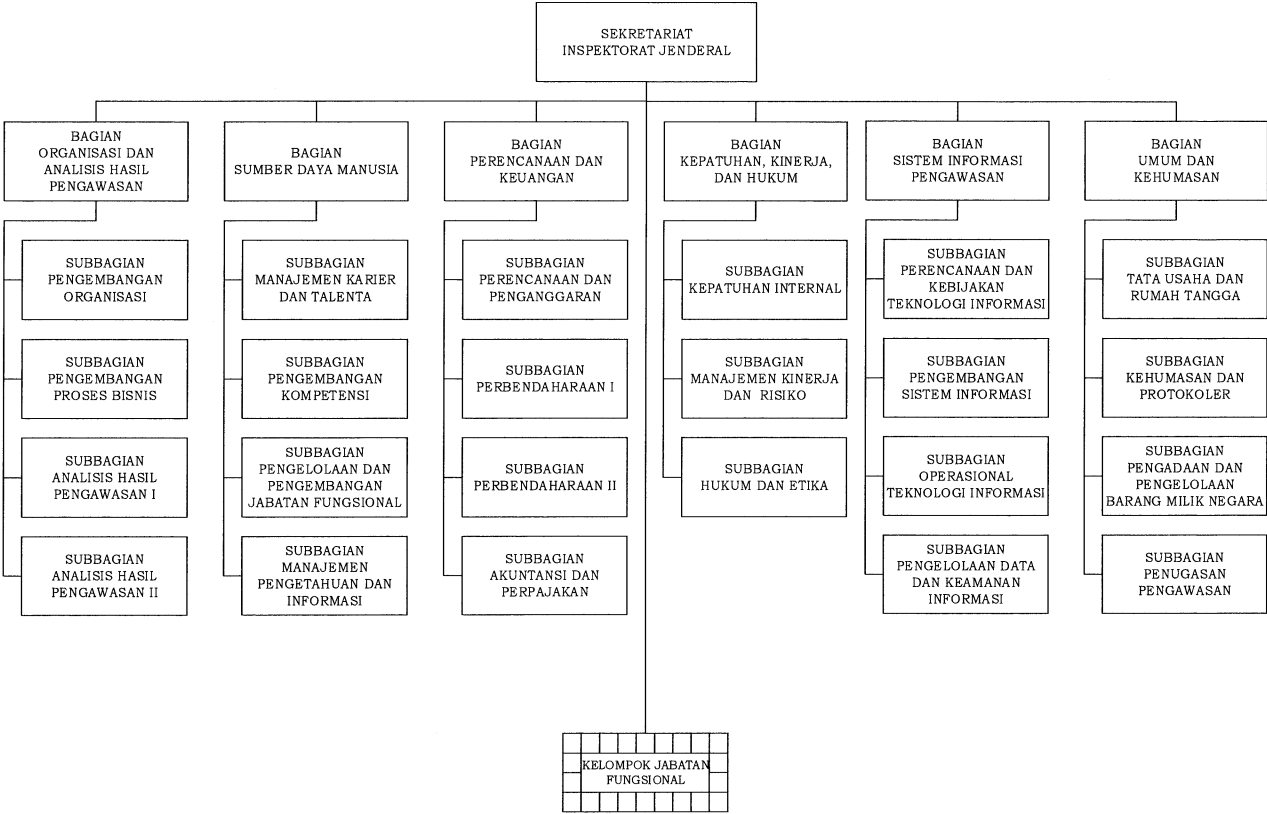 SEKRETARIAT
INSPEKTORAT JENDERAL
BAGIAN
ORGANISASI DAN
ANALISIS HASIL
PENGAWASAN
BAGIAN
SUMBER DAYA MANUSIA
BAGIAN
PERENCANAAN DAN
KEUANGAN
BAGIAN
KEPATUHAN, KINERJA,
DAN HUKUM
BAGIAN
SISTEM INFORMASI
PENGAWASAN
BAGIAN
UMUM DAN
KEHUMASAN
SUBBAGIAN
PENGEMBANGAN
ORGANISASI
SUBBAGIAN
MANAJEMEN KARIER
DAN TALENTA
SUBBAGIAN
PERENCANAAN DAN
PENGANGGARAN
SUBBAGIAN
KEPATUHAN INTERNAL
SUBBAGIAN
PERENCANAAN DAN
KEBIJAKAN
TEKNOLOGI INFORMASI
SUBBAGIAN
TATA USAHA DAN
RUMAH TANGGA
SUBBAGIAN
PENGEMBANGAN
PROSES BISNIS
SUBBAGIAN
PENGEMBANGAN
KOMPETENSI
SUBBAGIAN
PERBENDAHARAAN I
SUBBAGIAN
MANAJEMEN KINERJA
DAN RISIKO
SUBBAGIAN
PENGEMBANGAN
SISTEM INFORMASI
SUBBAGIAN
KEHUMASAN DAN
PROTOKOLER
SUBBAGIAN
ANALISIS HASIL
PENGAWASAN I
SUBBAGIAN
PENGELOLAAN DAN
PENGEMBANGAN
JABATAN FUNGSIONAL
SUBBAGIAN
PERBENDAHARAAN II
SUBBAGIAN
HUKUM DAN ETIKA
SUBBAGIAN
OPERASIONAL
TEKNOLOGI INFORMASI
SUBBAGIAN
PENGADAAN DAN
PENGELOLAAN
BARANG MILIK NEGARA
SUBBAGIAN
ANALISIS HASIL
PENGAWASAN II
SUBBAGIAN
MANAJEMEN
PENGETAHUAN DAN
INFORMASI
SUBBAGIAN
AKUNTANSI DAN
PERPAJAKAN
SUBBAGIAN
PENGELOLAAN DATA
DAN KEAMANAN
INFORMASI
SUBBAGIAN
PENUGASAN
PENGAWASAN
KELOMPOK JABATAN
FUNGSIONAL